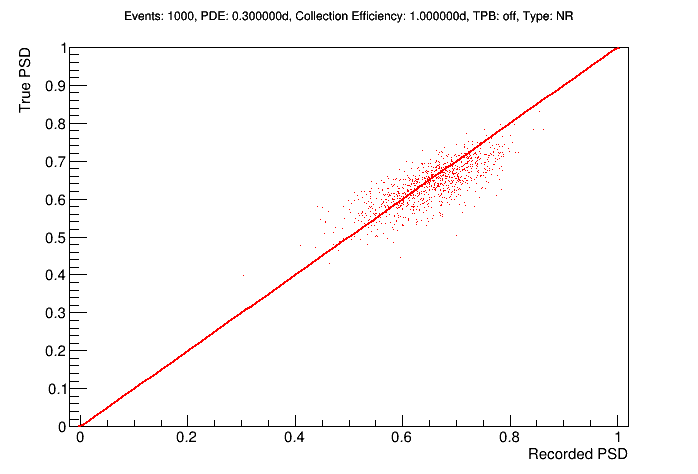 Events: 1000, PDE: 0.300000d, Collection Efficiency: 1.000000d, TPB: off, Type: NR
True PSD
1
0.9
0.8
0.7
0.6
0.5
0.4
0.3
0.2
0.1
0
0 0.2 0.4 0.6 0.8 1
Recorded PSD